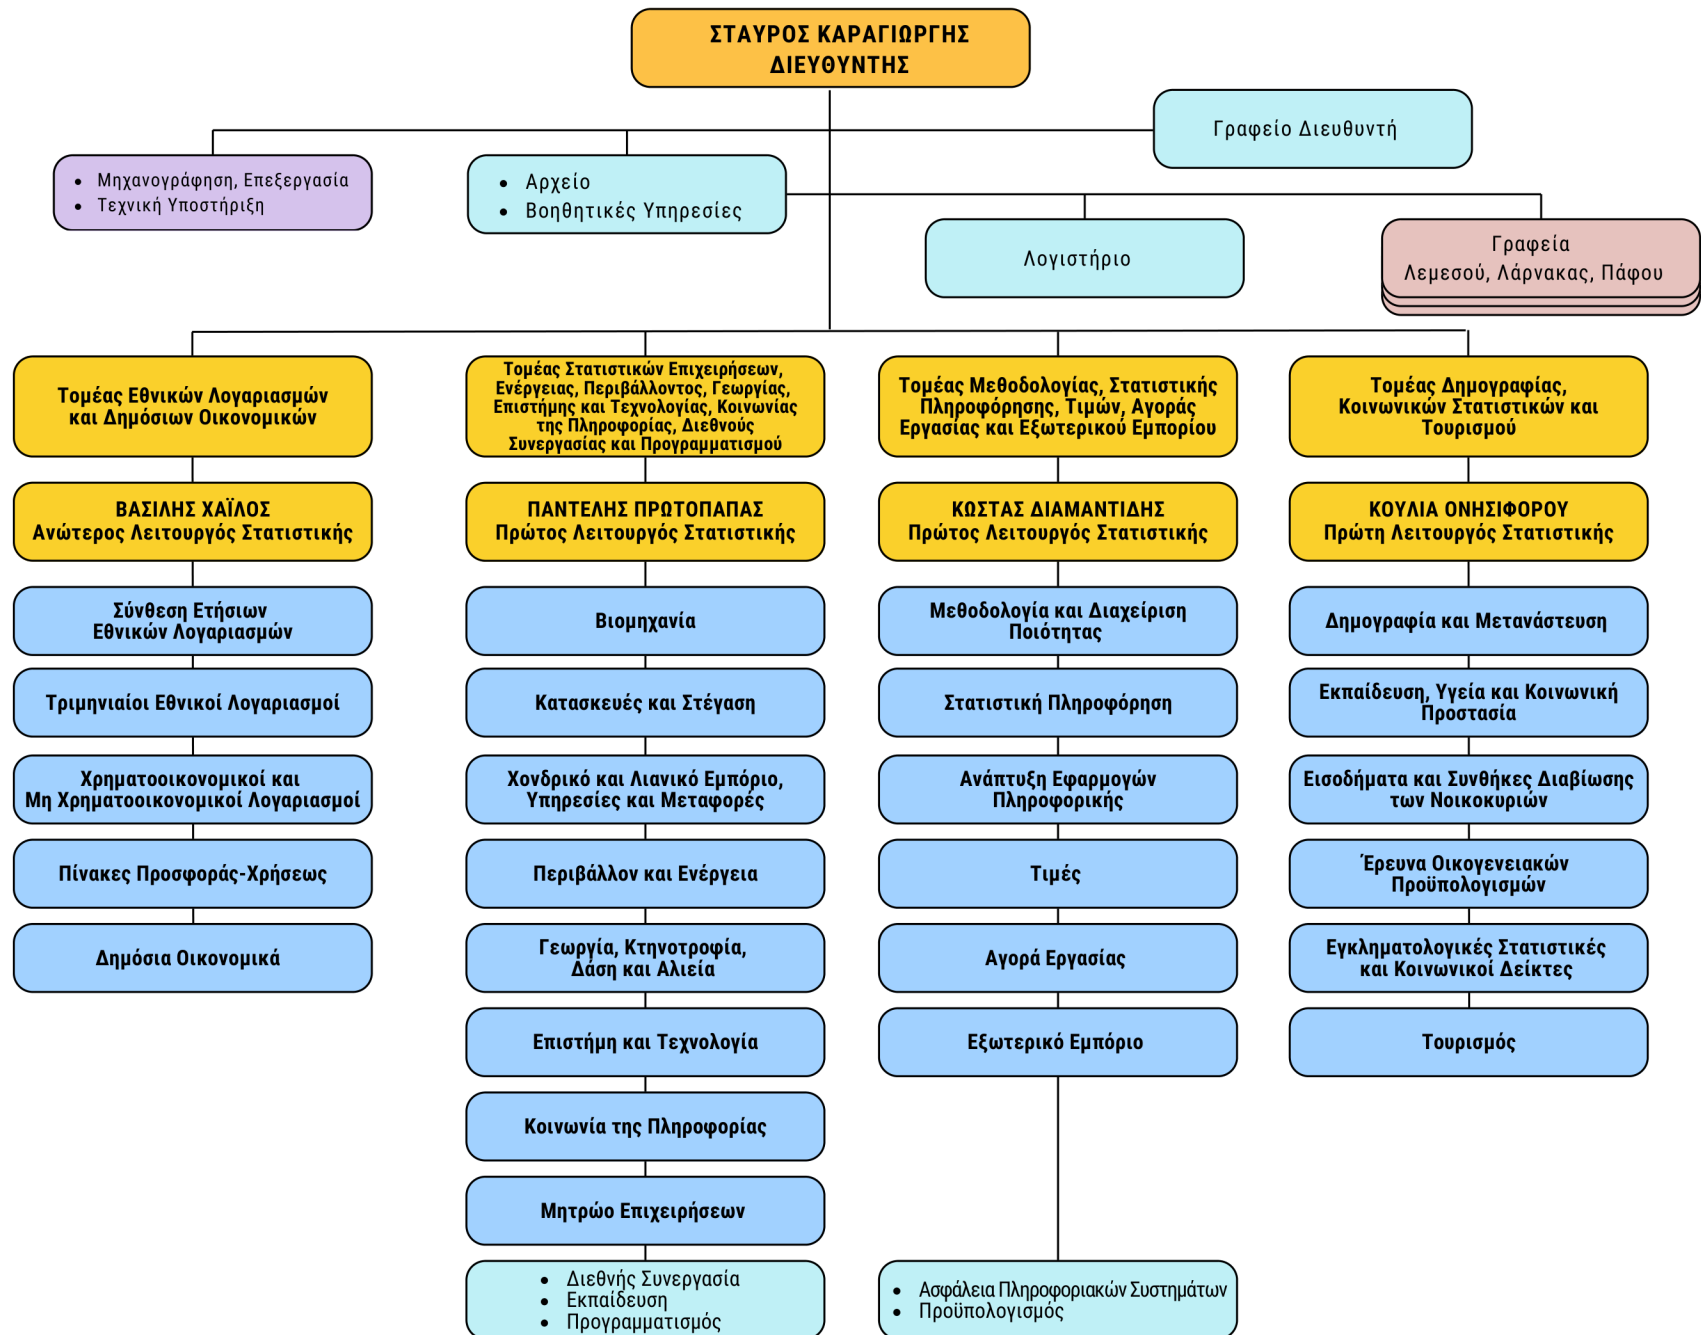 ΣΤΑΥΡΟΣ ΚΑΡΑΓΙΩΡΓΗΣ
ΔΙΕΥΘΥΝΤΗΣ
Γραφείο Διευθυντή
• Μηχανογράφηση, Επεξεργασία
• Τεχνική Υποστήριξη
• Αρχείο
• Βοηθητικές Υπηρεσίες
Λογιστήριο
Γραφεία
Λεμεσού, Λάρνακας, Πάφου
Τομέας Εθνικών Λογαριασμών
και Δημόσιων Οικονομικών
ΒΑΣΙΛΗΣ ΧΑΪΛΟΣ
Ανώτερος Λειτουργός Στατιστικής
Σύνθεση Ετήσιων
Εθνικών Λογαριασμών
Τριμηνιαίοι Εθνικοί Λογαριασμοί
Χρηματοοικονομικοί και
Μη Χρηματοοικονομικοί Λογαριασμοί
Πίνακες Προσφοράς-Χρήσεως
Δημόσια Οικονομικά
Τομέας Στατιστικών Επιχειρήσεων,
Ενέργειας, Περιβάλλοντος, Γεωργίας,
Επιστήμης και Τεχνολογίας, Κοινωνίας
της Πληροφορίας, Διεθνούς
Συνεργασίας και Προγραμματισμού
ΠΑΝΤΕΛΗΣ ΠΡΩΤΟΠΑΠΑΣ
Πρώτος Λειτουργός Στατιστικής
Βιομηχανία
Κατασκευές και Στέγαση
Χονδρικό και Λιανικό Εμπόριο,
Υπηρεσίες και Μεταφορές
Περιβάλλον και Ενέργεια
Γεωργία, Κτηνοτροφία,
Δάση και Αλιεία
Επιστήμη και Τεχνολογία
Κοινωνία της Πληροφορίας
Μητρώο Επιχειρήσεων
• Διεθνής Συνεργασία
• Εκπαίδευση
• Προγραμματισμός
Τομέας Μεθοδολογίας, Στατιστικής
Πληροφόρησης, Τιμών, Αγοράς
Εργασίας και Εξωτερικού Εμπορίου
ΚΩΣΤΑΣ ΔΙΑΜΑΝΤΙΔΗΣ
Πρώτος Λειτουργός Στατιστικής
Μεθοδολογία και Διαχείριση
Ποιότητας
Στατιστική Πληροφόρηση
Ανάπτυξη Εφαρμογών
Πληροφορικής
Τιμές
Αγορά Εργασίας
Εξωτερικό Εμπόριο
• Ασφάλεια Πληροφοριακών Συστημάτων
• Προϋπολογισμός
Τομέας Δημογραφίας,
Κοινωνικών Στατιστικών και
Τουρισμού
ΚΟΥΛΙΑ ΟΝΗΣΙΦΟΡΟΥ
Πρώτη Λειτουργός Στατιστικής
Δημογραφία και Μετανάστευση
Εκπαίδευση, Υγεία και Κοινωνική
Προστασία
Εισοδήματα και Συνθήκες Διαβίωσης
των Νοικοκυριών
Έρευνα Οικογενειακών
Προϋπολογισμών
Εγκληματολογικές Στατιστικές
και Κοινωνικοί Δείκτες
Τουρισμός